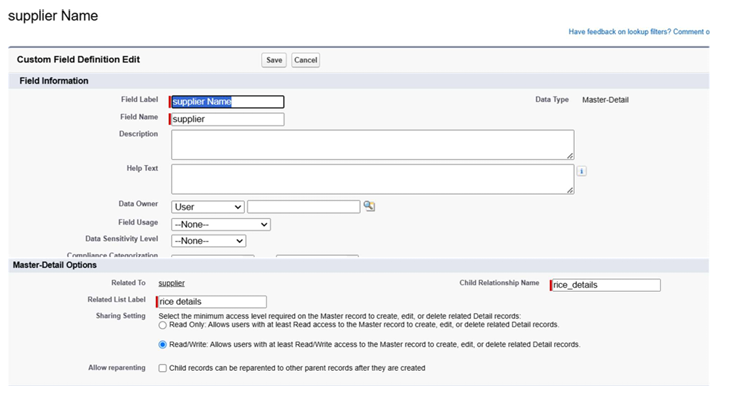 supplier Name
Have feedback on lookup filters? Comment o
Custom Field Definition Edit Save Cancel
Field Information
Field Label supplier Name Data Type Master-Detail
Field Name supplier
Description
Help Text i
Data Owner User
Field Usage --None--
Data Sensitivity Level --None--
Compliance Categorization
Master-Detail Options
Related To supplier Child Relationship Name rice_details
Related List Label rice details
Sharing Setting Select the minimum access level required on the Master record to create, edit, or delete related Detail records:
Read Only: Allows users with at least Read access to the Master record to create, edit, or delete related Detail records.
Read/Write: Allows users with at least Read/Write access to the Master record to create, edit, or delete related Detail records.
Allow reparenting Child records can be reparented to other parent records after they are created